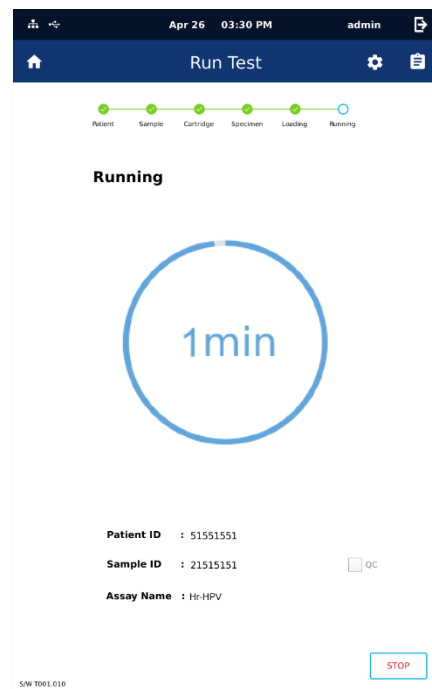 Apr 26 03:30 PM admin
Run Test
Patient Sample Cartridge Specimen Loading Running
Running
1min
Patient ID : 51551551
Sample ID : 21515151 QC
Assay Name : Hr-HPV
STOP
S/W T001.010